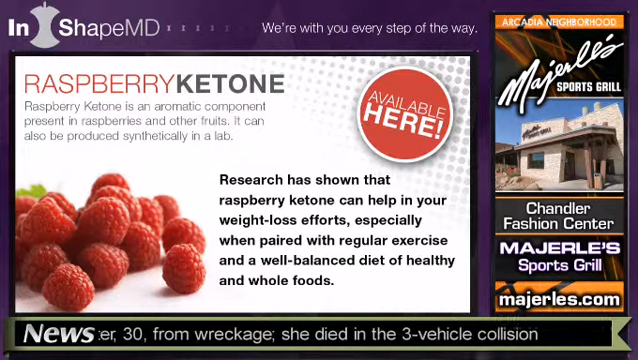 In ShapeMD
We're with you every step of the way.
RASPBERRYKETONE
Raspberry Ketone is an aromatic component
present in raspberries and other fruits. It can
also be produced synthetically in a lab.
AVAILABLE
HERE!
Research has shown that
raspberry ketone can help in your
weight-loss efforts, especially
when paired with regular exercise
and a well-balanced diet of healthy
and whole foods.
ARCADIA NEIGHBORHOOD
Majerle's
SPORTS GRILL
Chandler
Fashion Center
MAJERLE'S
Sports Grill
majerles.com
News ter, 30, from wreckage; she died in the 3-vehicle collision